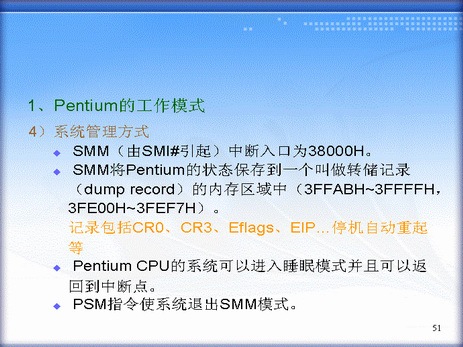 1、Pentium的工作模式
4）系统管理方式
SMM（由SMI#引起）中断入口为38000H。
SMM将Pentium的状态保存到一个叫做转储记录
（dump record）的内存区域中（3FFABH~3FFFFH，
3FE00H~3FEF7H）。
记录包括CR0、CR3、Eflags、EIP…停机自动重起
等
Pentium CPU的系统可以进入睡眠模式并且可以返
回到中断点。
PSM指令使系统退出SMM模式。
51